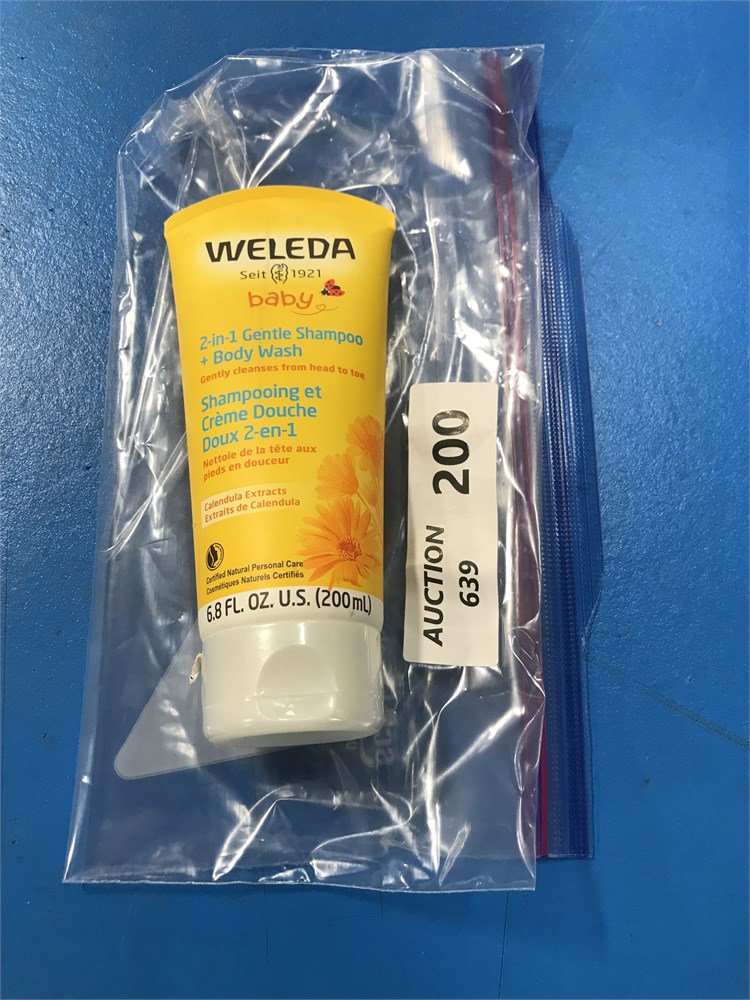 WELEDA
Seit 1921
baby
2-in-1 Gentle Shampoo
+ Body Wash
Gently cleanses from head to toe
Shampooing et
Crème Douche
Doux 2-en-1
Nettoie de la tête aux
pieds en douceur
Calendula Extracts
Extraits de Calendula
Certified Natural Personal Care
Cosmétiques Naturels Certifiés
6.8 FL. OZ. U.S. (200mL)
AUCTION 200
639